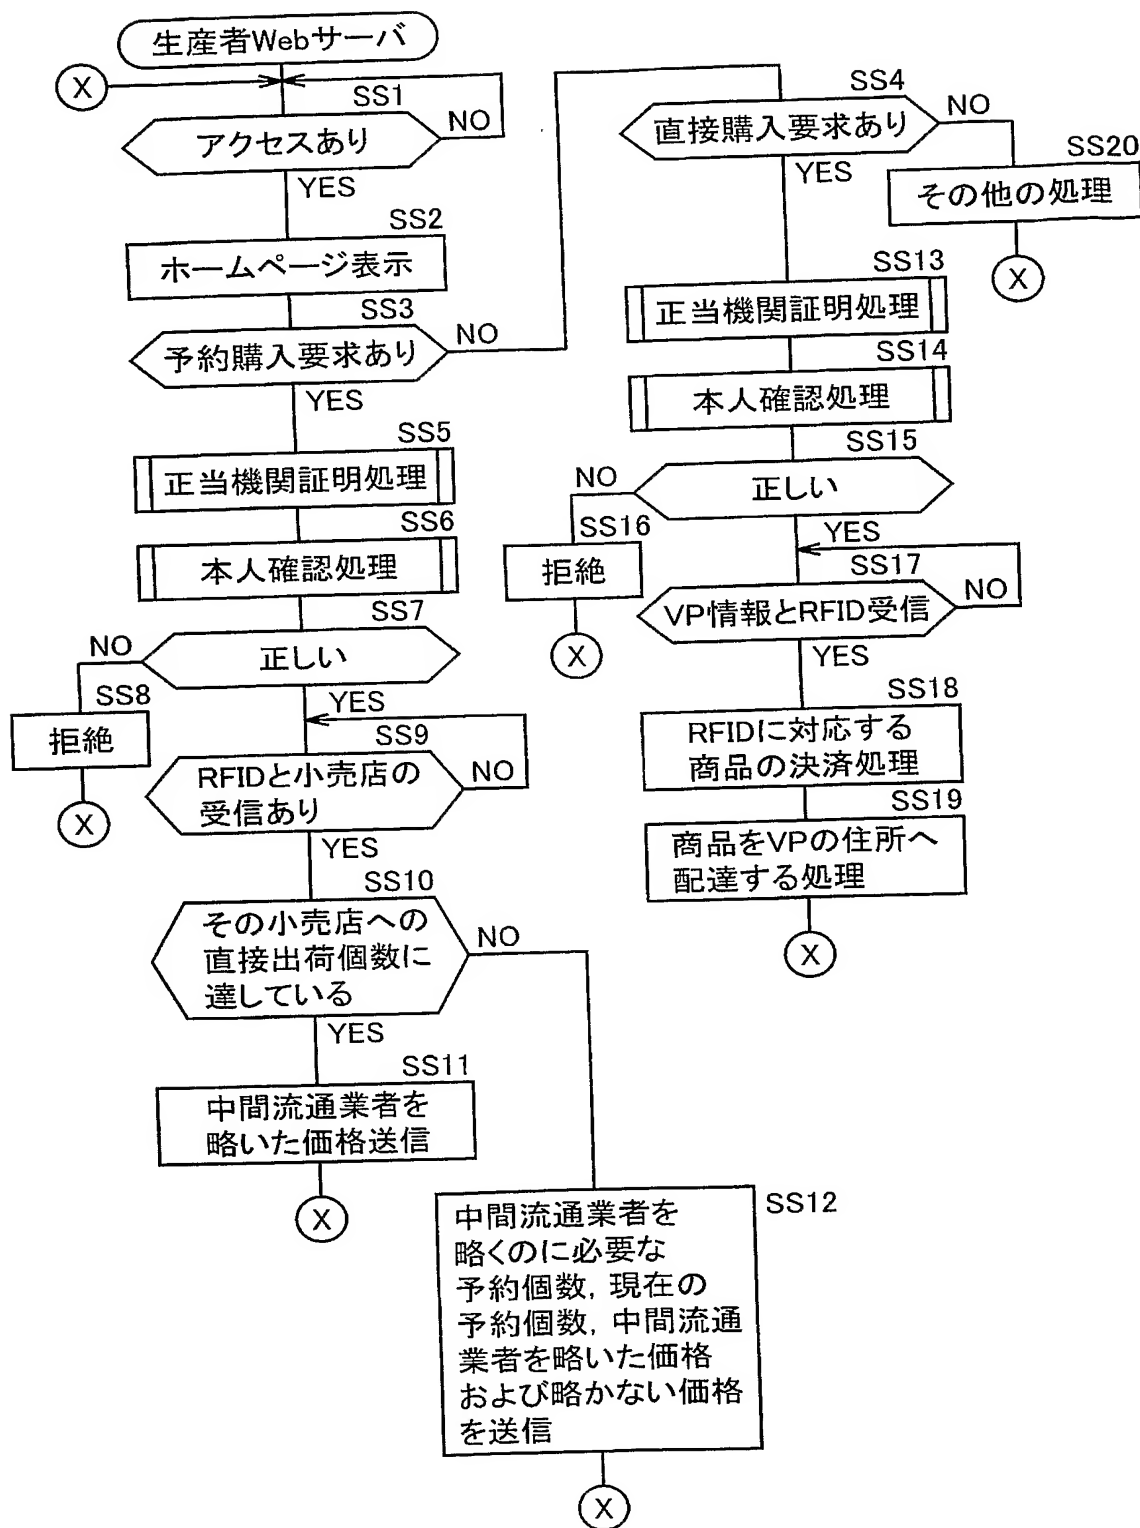 生産者Webサーバ
X
SS1
アクセスあり
NO
YES
SS2
ホームページ表示
SS3
予約購入要求あり
NO
YES
SS5
正当機関証明処理
SS6
本人確認処理
SS7
NO
正しい
YES
SS8
拒絶
X
SS9
RFIDと小売店の
受信あり
NO
YES
SS10
その小売店への
直接出荷個数に
達している
NO
YES
SS11
中間流通業者を
略いた価格送信
X
SS12
中間流通業者を
略くのに必要な
予約個数,現在の
予約個数,中間流通
業者を略いた価格
および略かない価格
を送信
X
SS4
直接購入要求あり
NO
YES
SS20
その他の処理
X
SS13
正当機関証明処理
SS14
本人確認処理
SS15
NO
正しい
YES
SS16
拒絶
X
SS17
VP情報とRFID受信
NO
YES
SS18
RFIDに対応する
商品の決済処理
SS19
商品をVPの住所へ
配達する処理
X